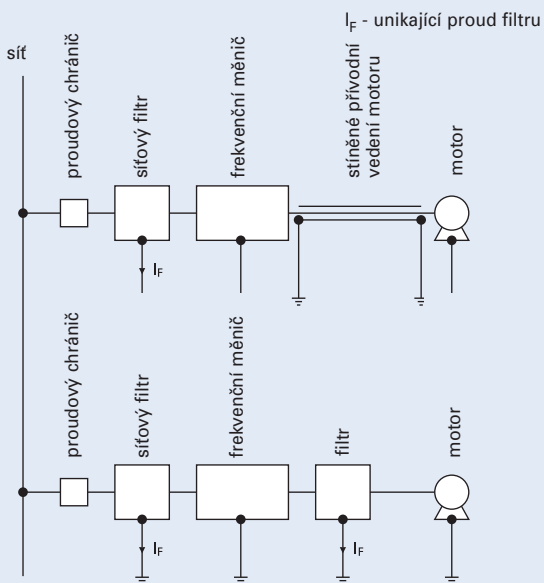 I_F - unikající proud filtru
síť
proudový chránič
síťový filtr
frekvenční měnič
stíněné přívodní
vedení motoru
motor
I_F
proudový chránič
síťový filtr
frekvenční měnič
filtr
motor
I_F
I_F